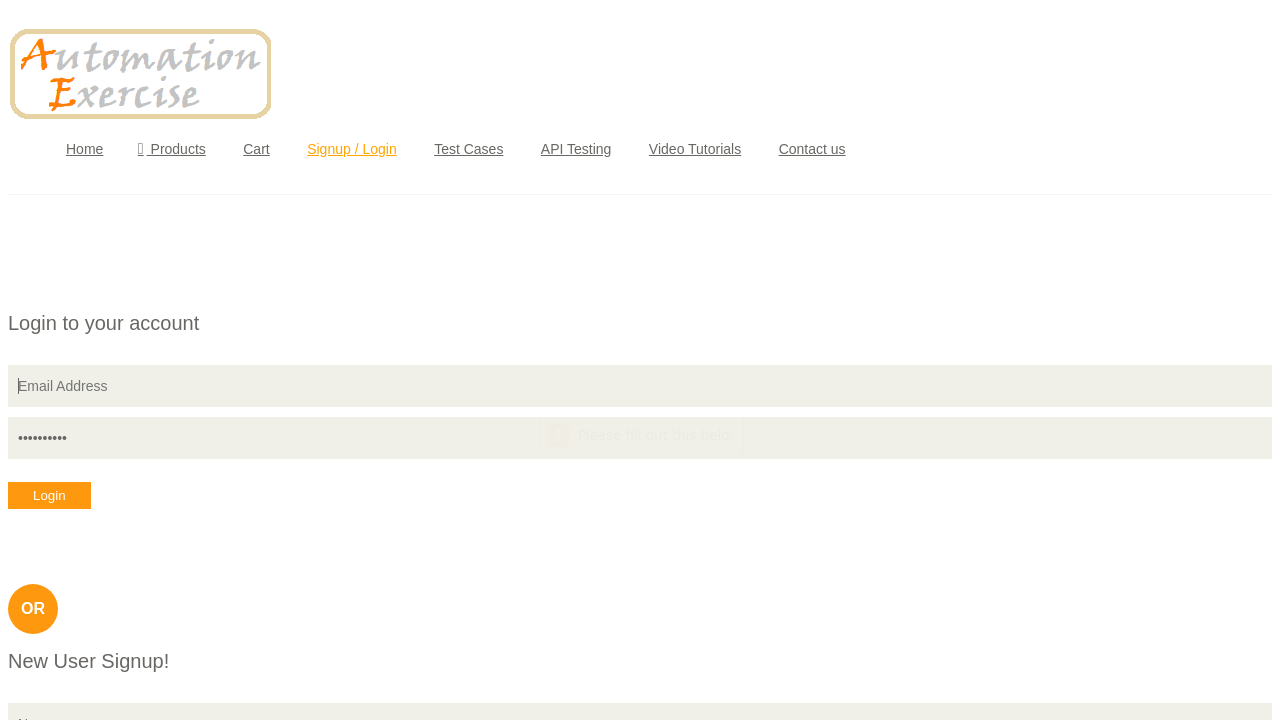 Automation
Exercise
Home  Products Cart Signup / Login Test Cases API Testing Video Tutorials Contact us
Login to your account
Email Address
••••••••••
Please fill out this field.
Login
OR
New User Signup!